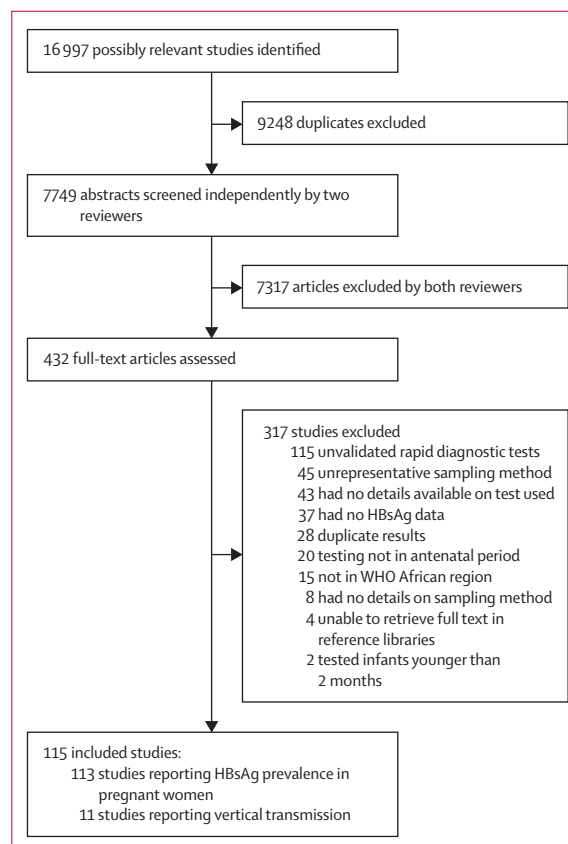 16 997 possibly relevant studies identified
9248 duplicates excluded
7749 abstracts screened independently by two
reviewers
7317 articles excluded by both reviewers
432 full-text articles assessed
317 studies excluded
115 unvalidated rapid diagnostic tests
45 unrepresentative sampling method
43 had no details available on test used
37 had no HBsAg data
28 duplicate results
20 testing not in antenatal period
15 not in WHO African region
8 had no details on sampling method
4 unable to retrieve full text in
reference libraries
2 tested infants younger than
2 months
115 included studies:
113 studies reporting HBsAg prevalence in
pregnant women
11 studies reporting vertical transmission